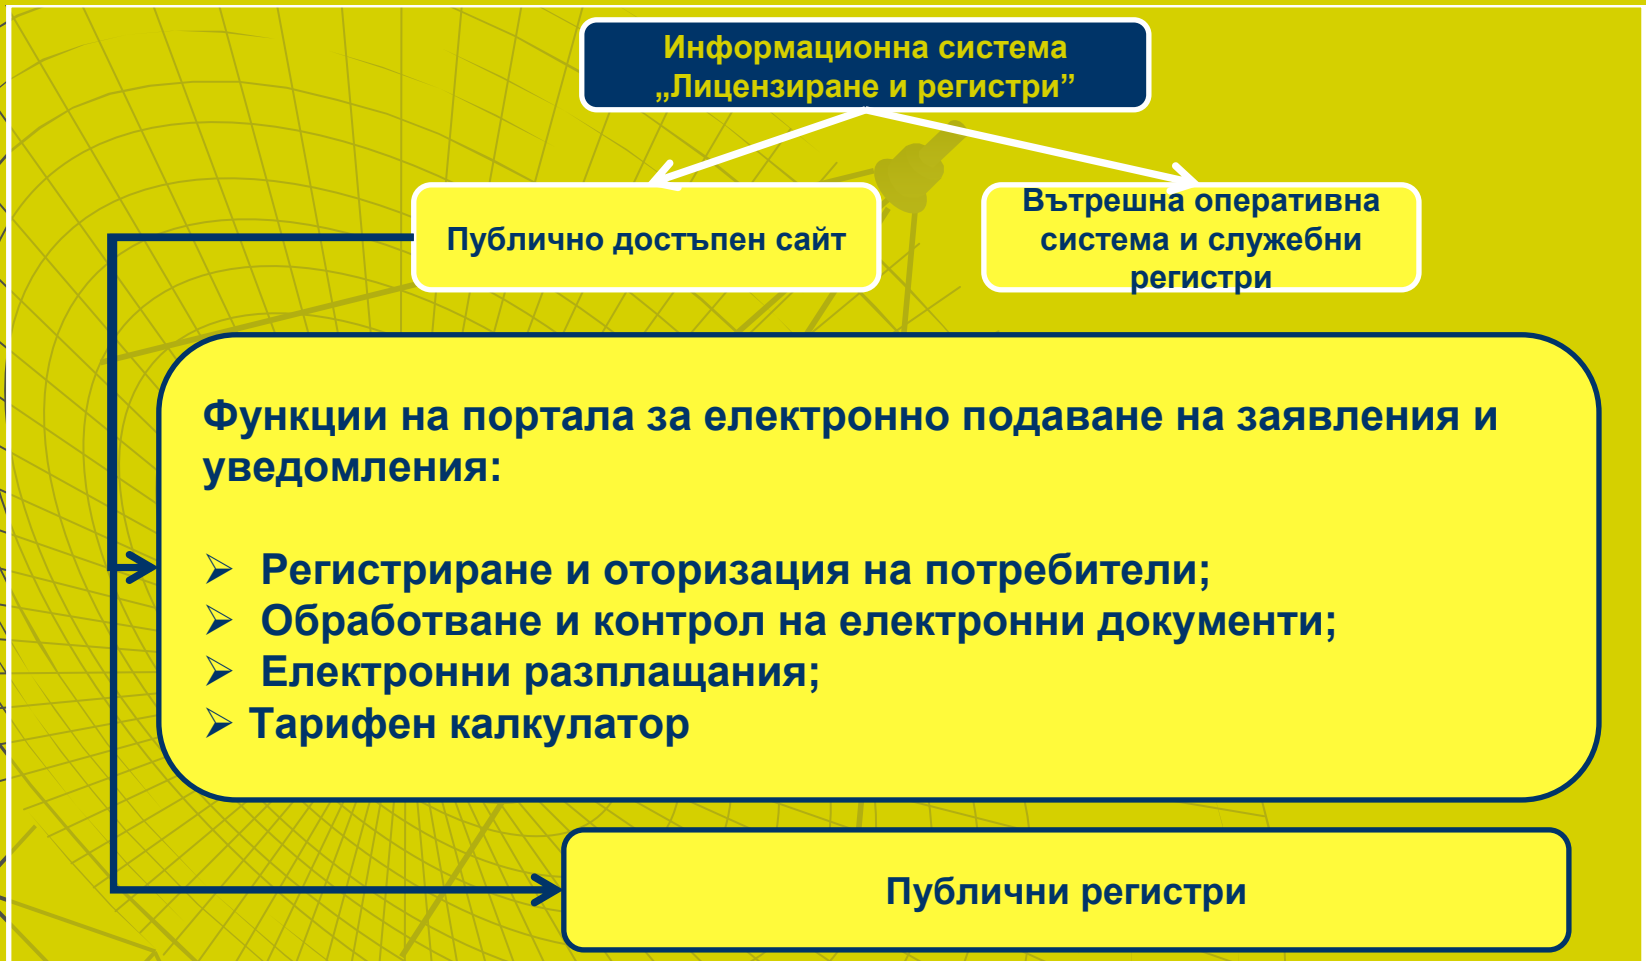 Информационна система
„Лицензиране и регистри”
Публично достъпен сайт
Вътрешна оперативна
система и служебни
регистри
Функции на портала за електронно подаване на заявления и
уведомления:
➢ Регистриране и оторизация на потребители;
➢ Обработване и контрол на електронни документи;
➢ Електронни разплащания;
➢ Тарифен калкулатор
Публични регистри